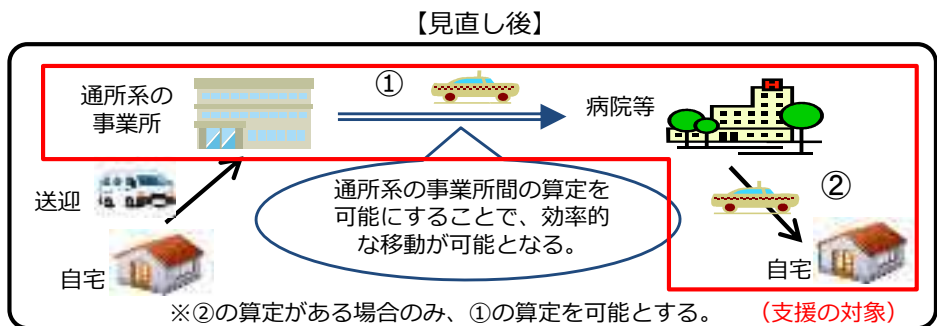 【見直し後】
通所系の
事業所
①
病院等
送迎
自宅
通所系の事業所間の算定を
可能にすることで、効率的
な移動が可能となる。
②
自宅
※②の算定がある場合のみ、①の算定を可能とする。
（支援の対象）
H